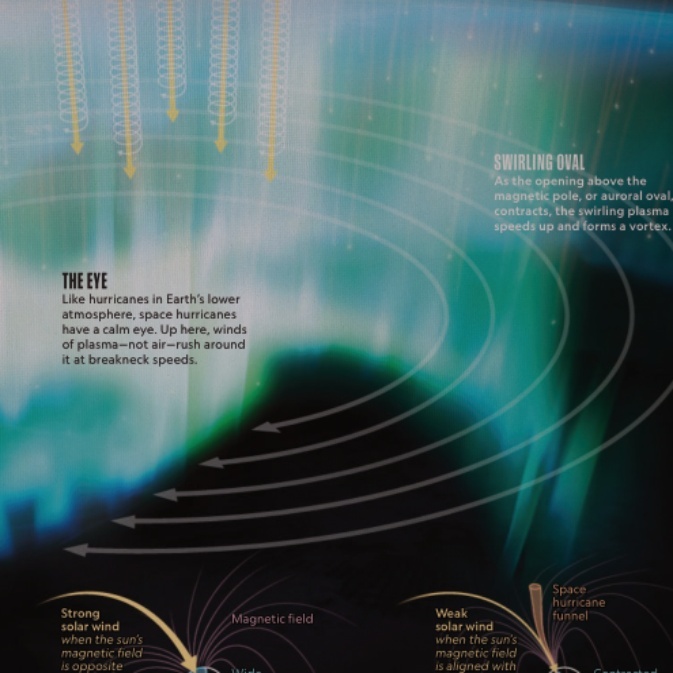 SWIRLING OVAL
As the opening above the
magnetic pole, or auroral oval,
contracts, the swirling plasma
speeds up and forms a vortex.
THE EYE
Like hurricanes in Earth's lower
atmosphere, space hurricanes
have a calm eye. Up here, winds
of plasma—not air—rush around
it at breakneck speeds.
Strong
solar wind
when the sun's
magnetic field
is opposite
Magnetic field
Wide
Weak
solar wind
when the sun's
magnetic field
is aligned with
Space
hurricane
funnel
Contracted